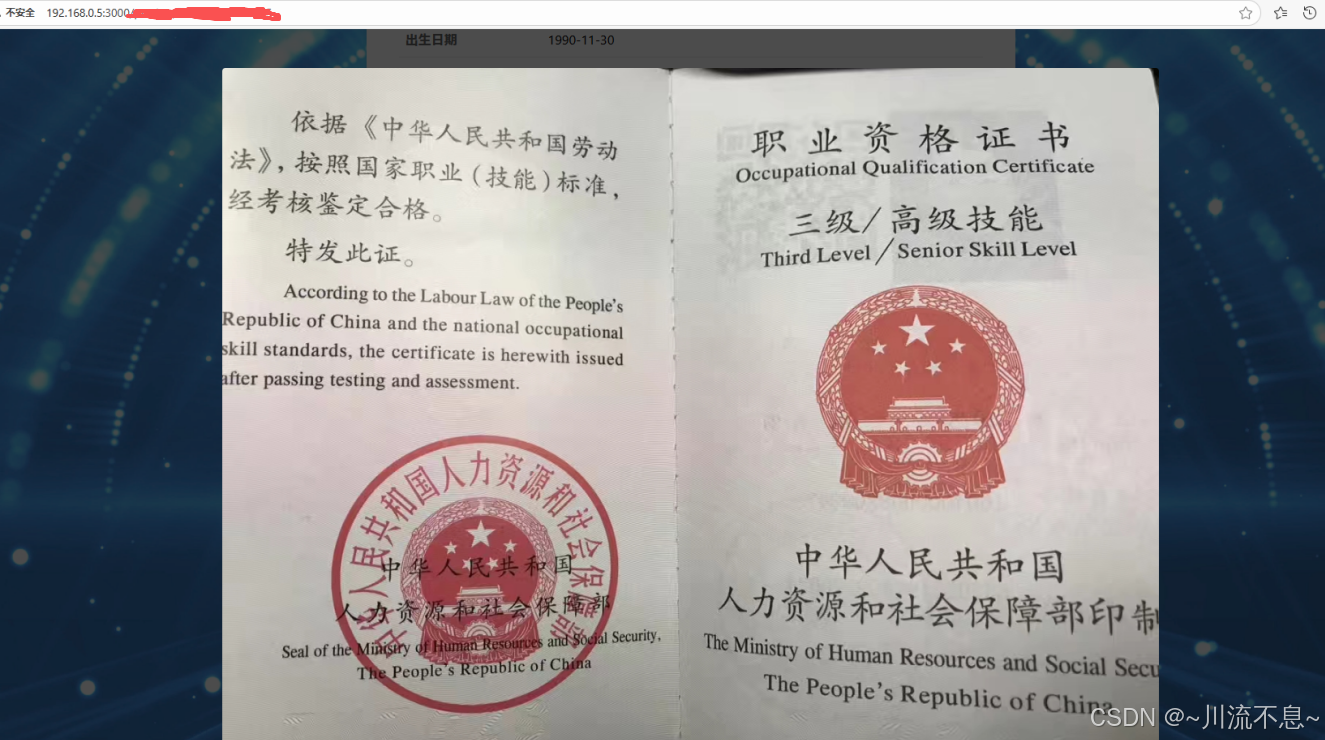 不安全 192.168.0.5:3000
出生日期 1990-11-30
依据《中华人民共和国劳动
法》，按照国家职业（技能）标准，
经考核鉴定合格。
特发此证。
According to the Labour Law of the People's
Republic of China and the national occupational
skill standards, the certificate is herewith issued
after passing testing and assessment.
中华人民共和国人力资源和社会保障部
中华人民共和国
人力资源和社会保障部
Seal of the Ministry of Human Resources and Social Security,
The People's Republic of China
职业资格证书
Occupational Qualification Certificate
三级/高级技能
Third Level/Senior Skill Level
中华人民共和国
人力资源和社会保障部印制
The Ministry of Human Resources and Social Secu
The People's Republic of China
CSDN @~川流不息~